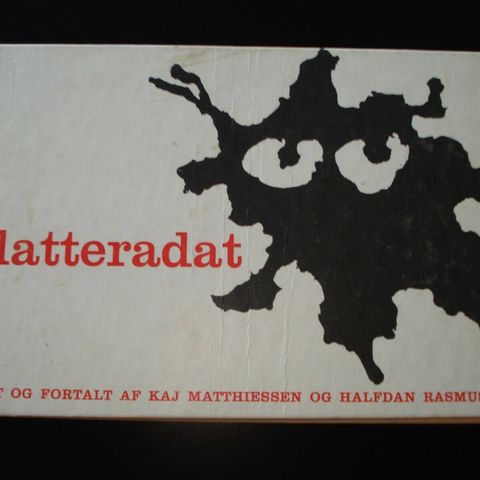 latteradat
T OG FORTALT AF KAJ MATTHIESSEN OG HALFDAN RASMUS